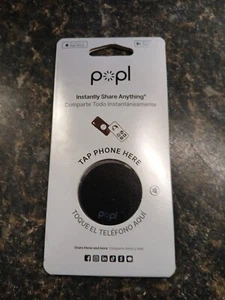 popl
Instantly Share Anything*
Comparte Todo Instantáneamente
TAP PHONE HERE
popl
TOQUE EL TELÉFONO AQUÍ